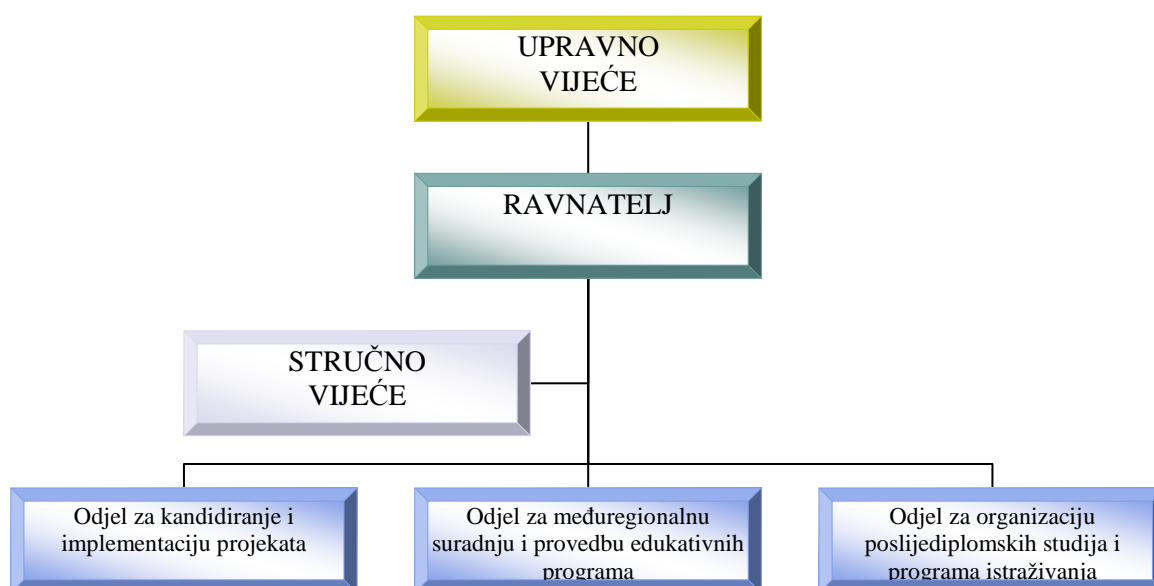 UPRAVNO
VIJEĆE
RAVNATELJ
STRUČNO
VIJEĆE
Odjel za kandidiranje i
implementaciju projekata
Odjel za međuregionalnu
suradnju i provedbu edukativnih
programa
Odjel za organizaciju
poslijediplomskih studija i
programa istraživanja